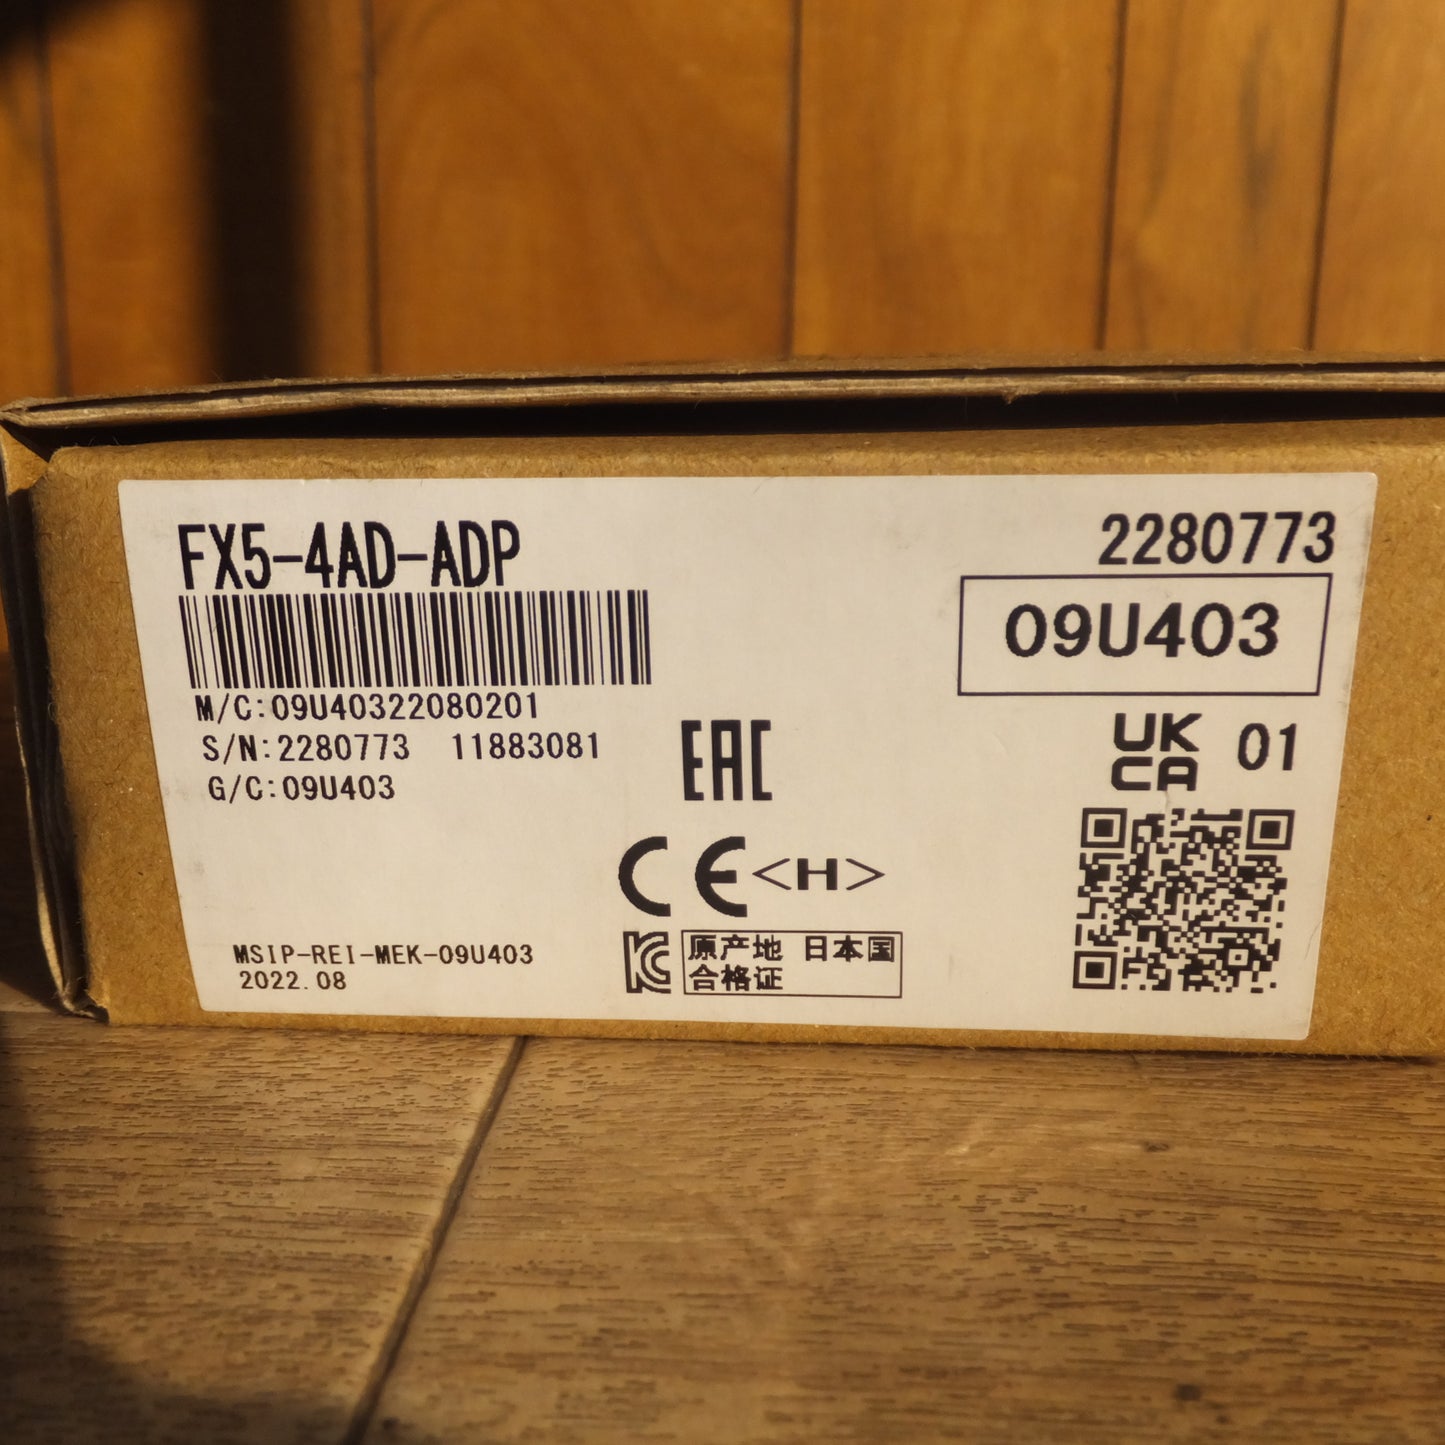 FX5-4AD-ADP
2280773
09U403
M/C:09U40322080201
S/N:2280773 11883081
G/C:09U403
EAC
UK
CA
01
CE<H>
MSIP-REI-MEK-09U403
2022.08
KC
原产地 日本国
合格证